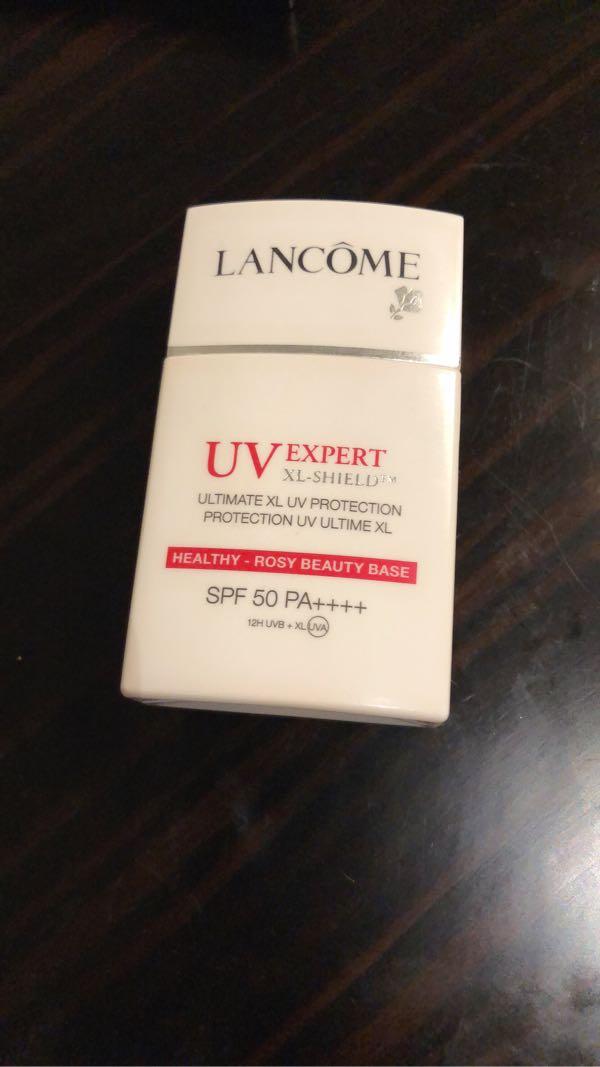 LANCÔME
UV EXPERT
XL-SHIELD™
ULTIMATE XL UV PROTECTION
PROTECTION UV ULTIME XL
HEALTHY - ROSY BEAUTY BASE
SPF 50 PA++++
12H UVB + XL UVA